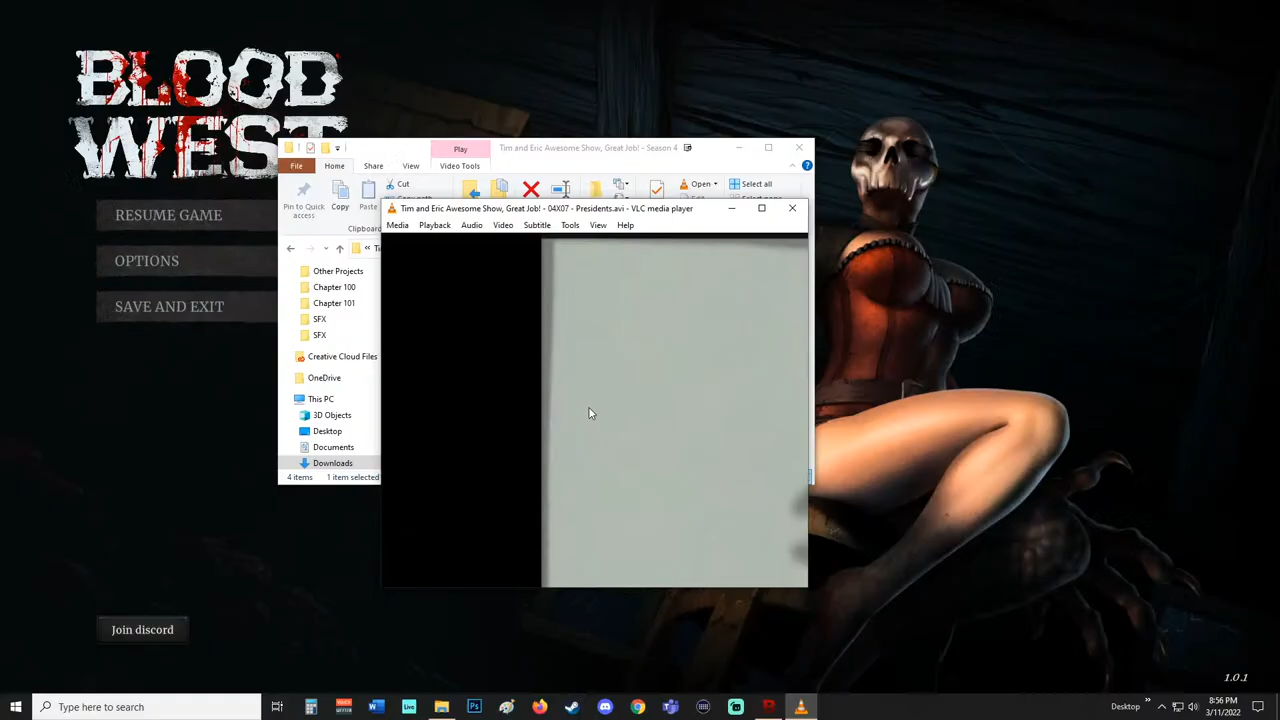 BLOOD
WEST
RESUME GAME
OPTIONS
SAVE AND EXIT
Join discord
1.0.1
Play
Tim and Eric Awesome Show, Great Job! - Season 4
File
Home
Share
View
Video Tools
Pin to Quick
access
Copy
Paste
Cut
Open
Select all
Clipboard
Tim and Eric Awesome Show, Great Job! - 04X07 - Presidents.avi - VLC media player
Media
Playback
Audio
Video
Subtitle
Tools
View
Help
Other Projects
Chapter 100
Chapter 101
SFX
SFX
Creative Cloud Files
OneDrive
This PC
3D Objects
Desktop
Documents
Downloads
4 items
1 item selected
Type here to search
Live
Desktop
8:56 PM
3/11/2022